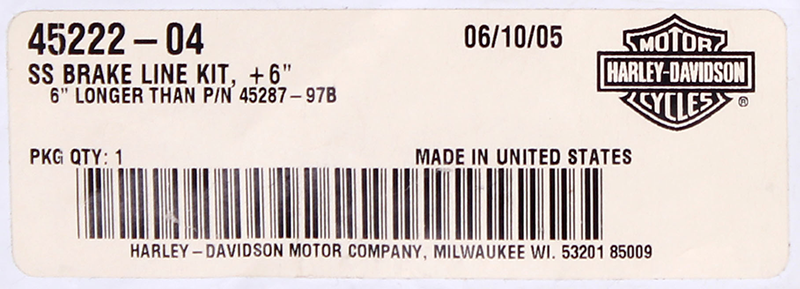 45222-04 06/10/05
SS BRAKE LINE KIT, +6"
6" LONGER THAN P/N 45287-97B
MOTOR
HARLEY-DAVIDSON
CYCLES ®
PKG QTY: 1 MADE IN UNITED STATES
HARLEY-DAVIDSON MOTOR COMPANY, MILWAUKEE WI. 53201 85009